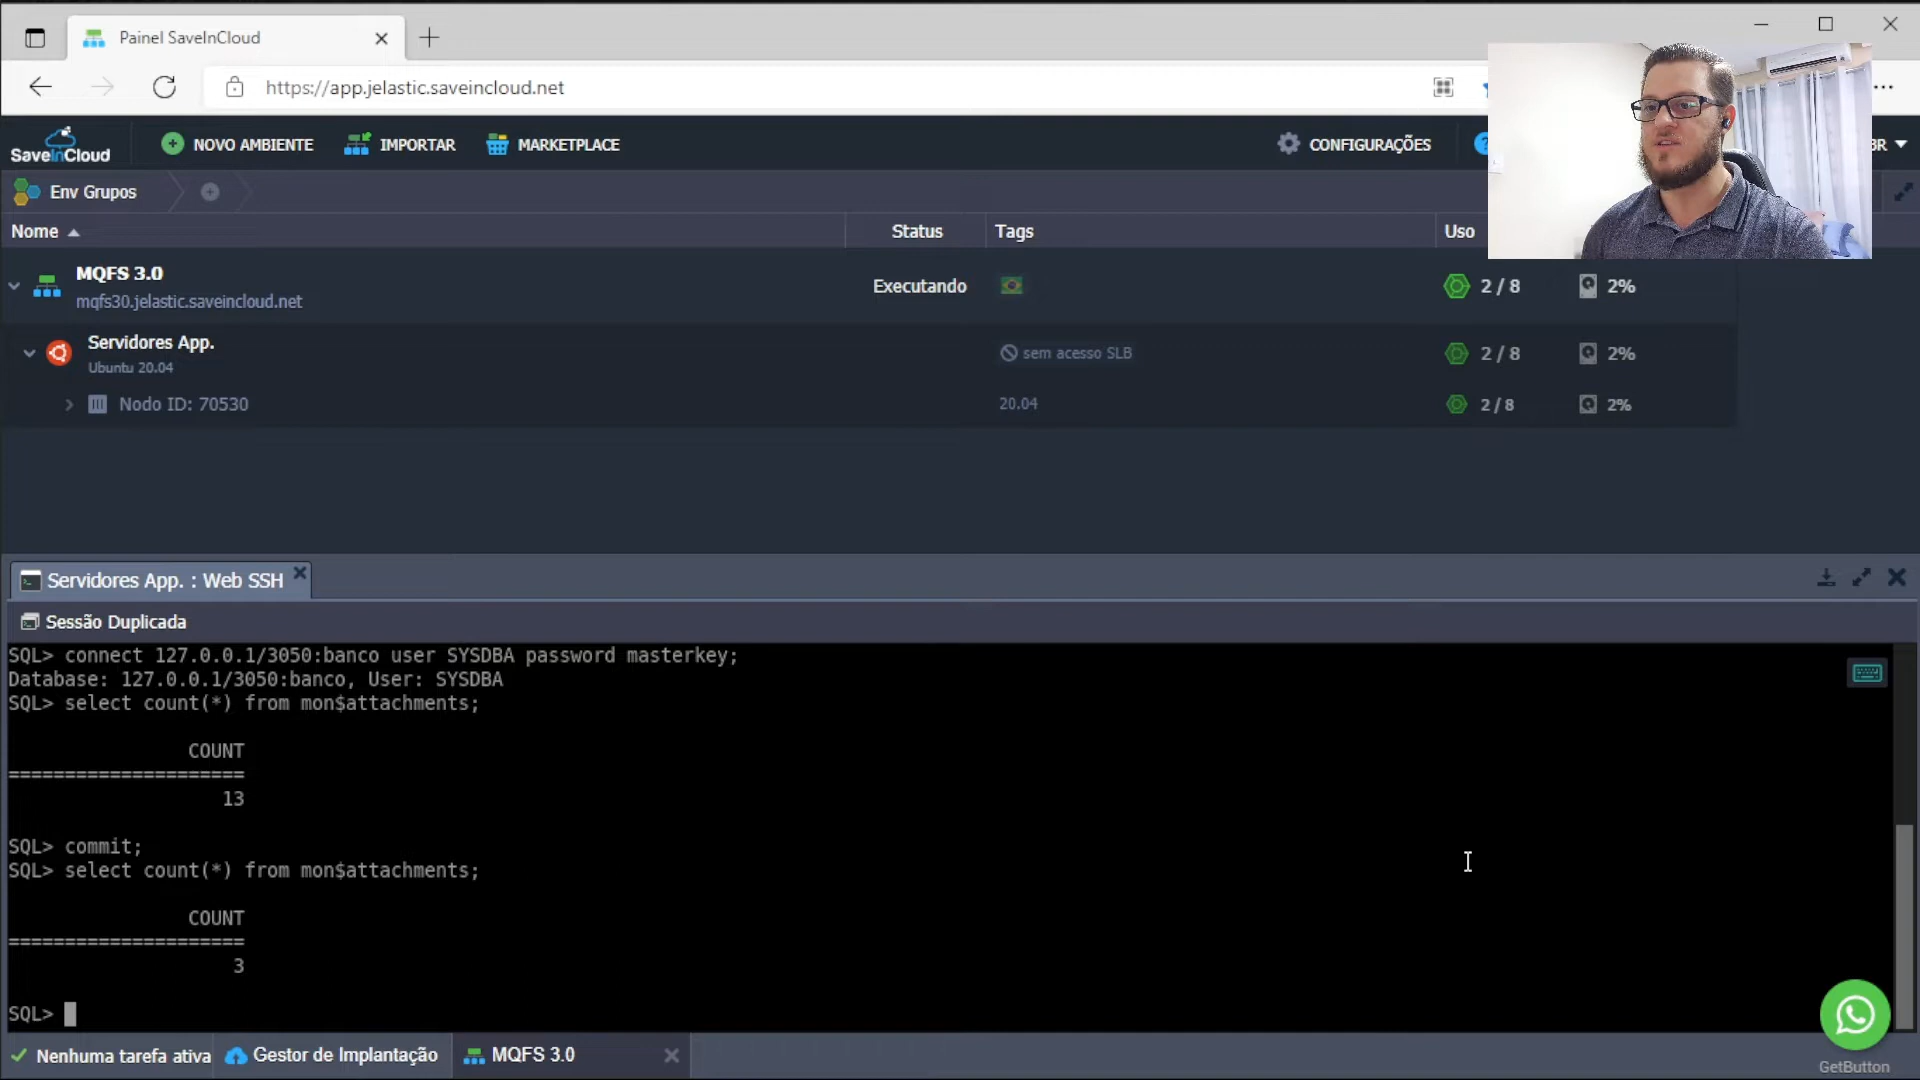 Painel SaveInCloud
https://app.jelastic.saveincloud.net
SaveInCloud
NOVO AMBIENTE
IMPORTAR
MARKETPLACE
CONFIGURAÇÕES
BR
Env Grupos
Nome
Status
Tags
Uso
MQFS 3.0
mqfs30.jelastic.saveincloud.net
Executando
2 / 8
2%
Servidores App.
Ubuntu 20.04
sem acesso SLB
2 / 8
2%
Nodo ID: 70530
20.04
2 / 8
2%
Servidores App. : Web SSH
Sessão Duplicada
SQL> connect 127.0.0.1/3050:banco user SYSDBA password masterkey;
Database: 127.0.0.1/3050:banco, User: SYSDBA
SQL> select count(*) from mon$attachments;
COUNT
=====================
13
SQL> commit;
SQL> select count(*) from mon$attachments;
COUNT
=====================
3
SQL>
Nenhuma tarefa ativa
Gestor de Implantação
MQFS 3.0
GetButton